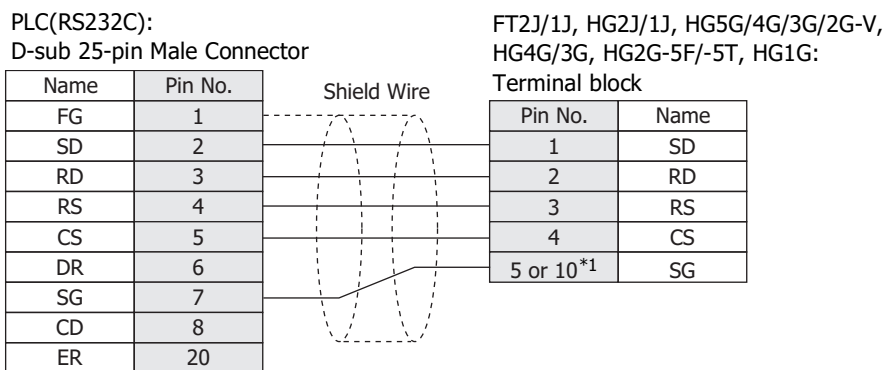 PLC(RS232C):
D-sub 25-pin Male Connector
Name Pin No.
FG 1
SD 2
RD 3
RS 4
CS 5
DR 6
SG 7
CD 8
ER 20
Shield Wire
FT2J/1J, HG2J/1J, HG5G/4G/3G/2G-V,
HG4G/3G, HG2G-5F/-5T, HG1G:
Terminal block
Pin No. Name
1 SD
2 RD
3 RS
4 CS
5 or 10*1 SG